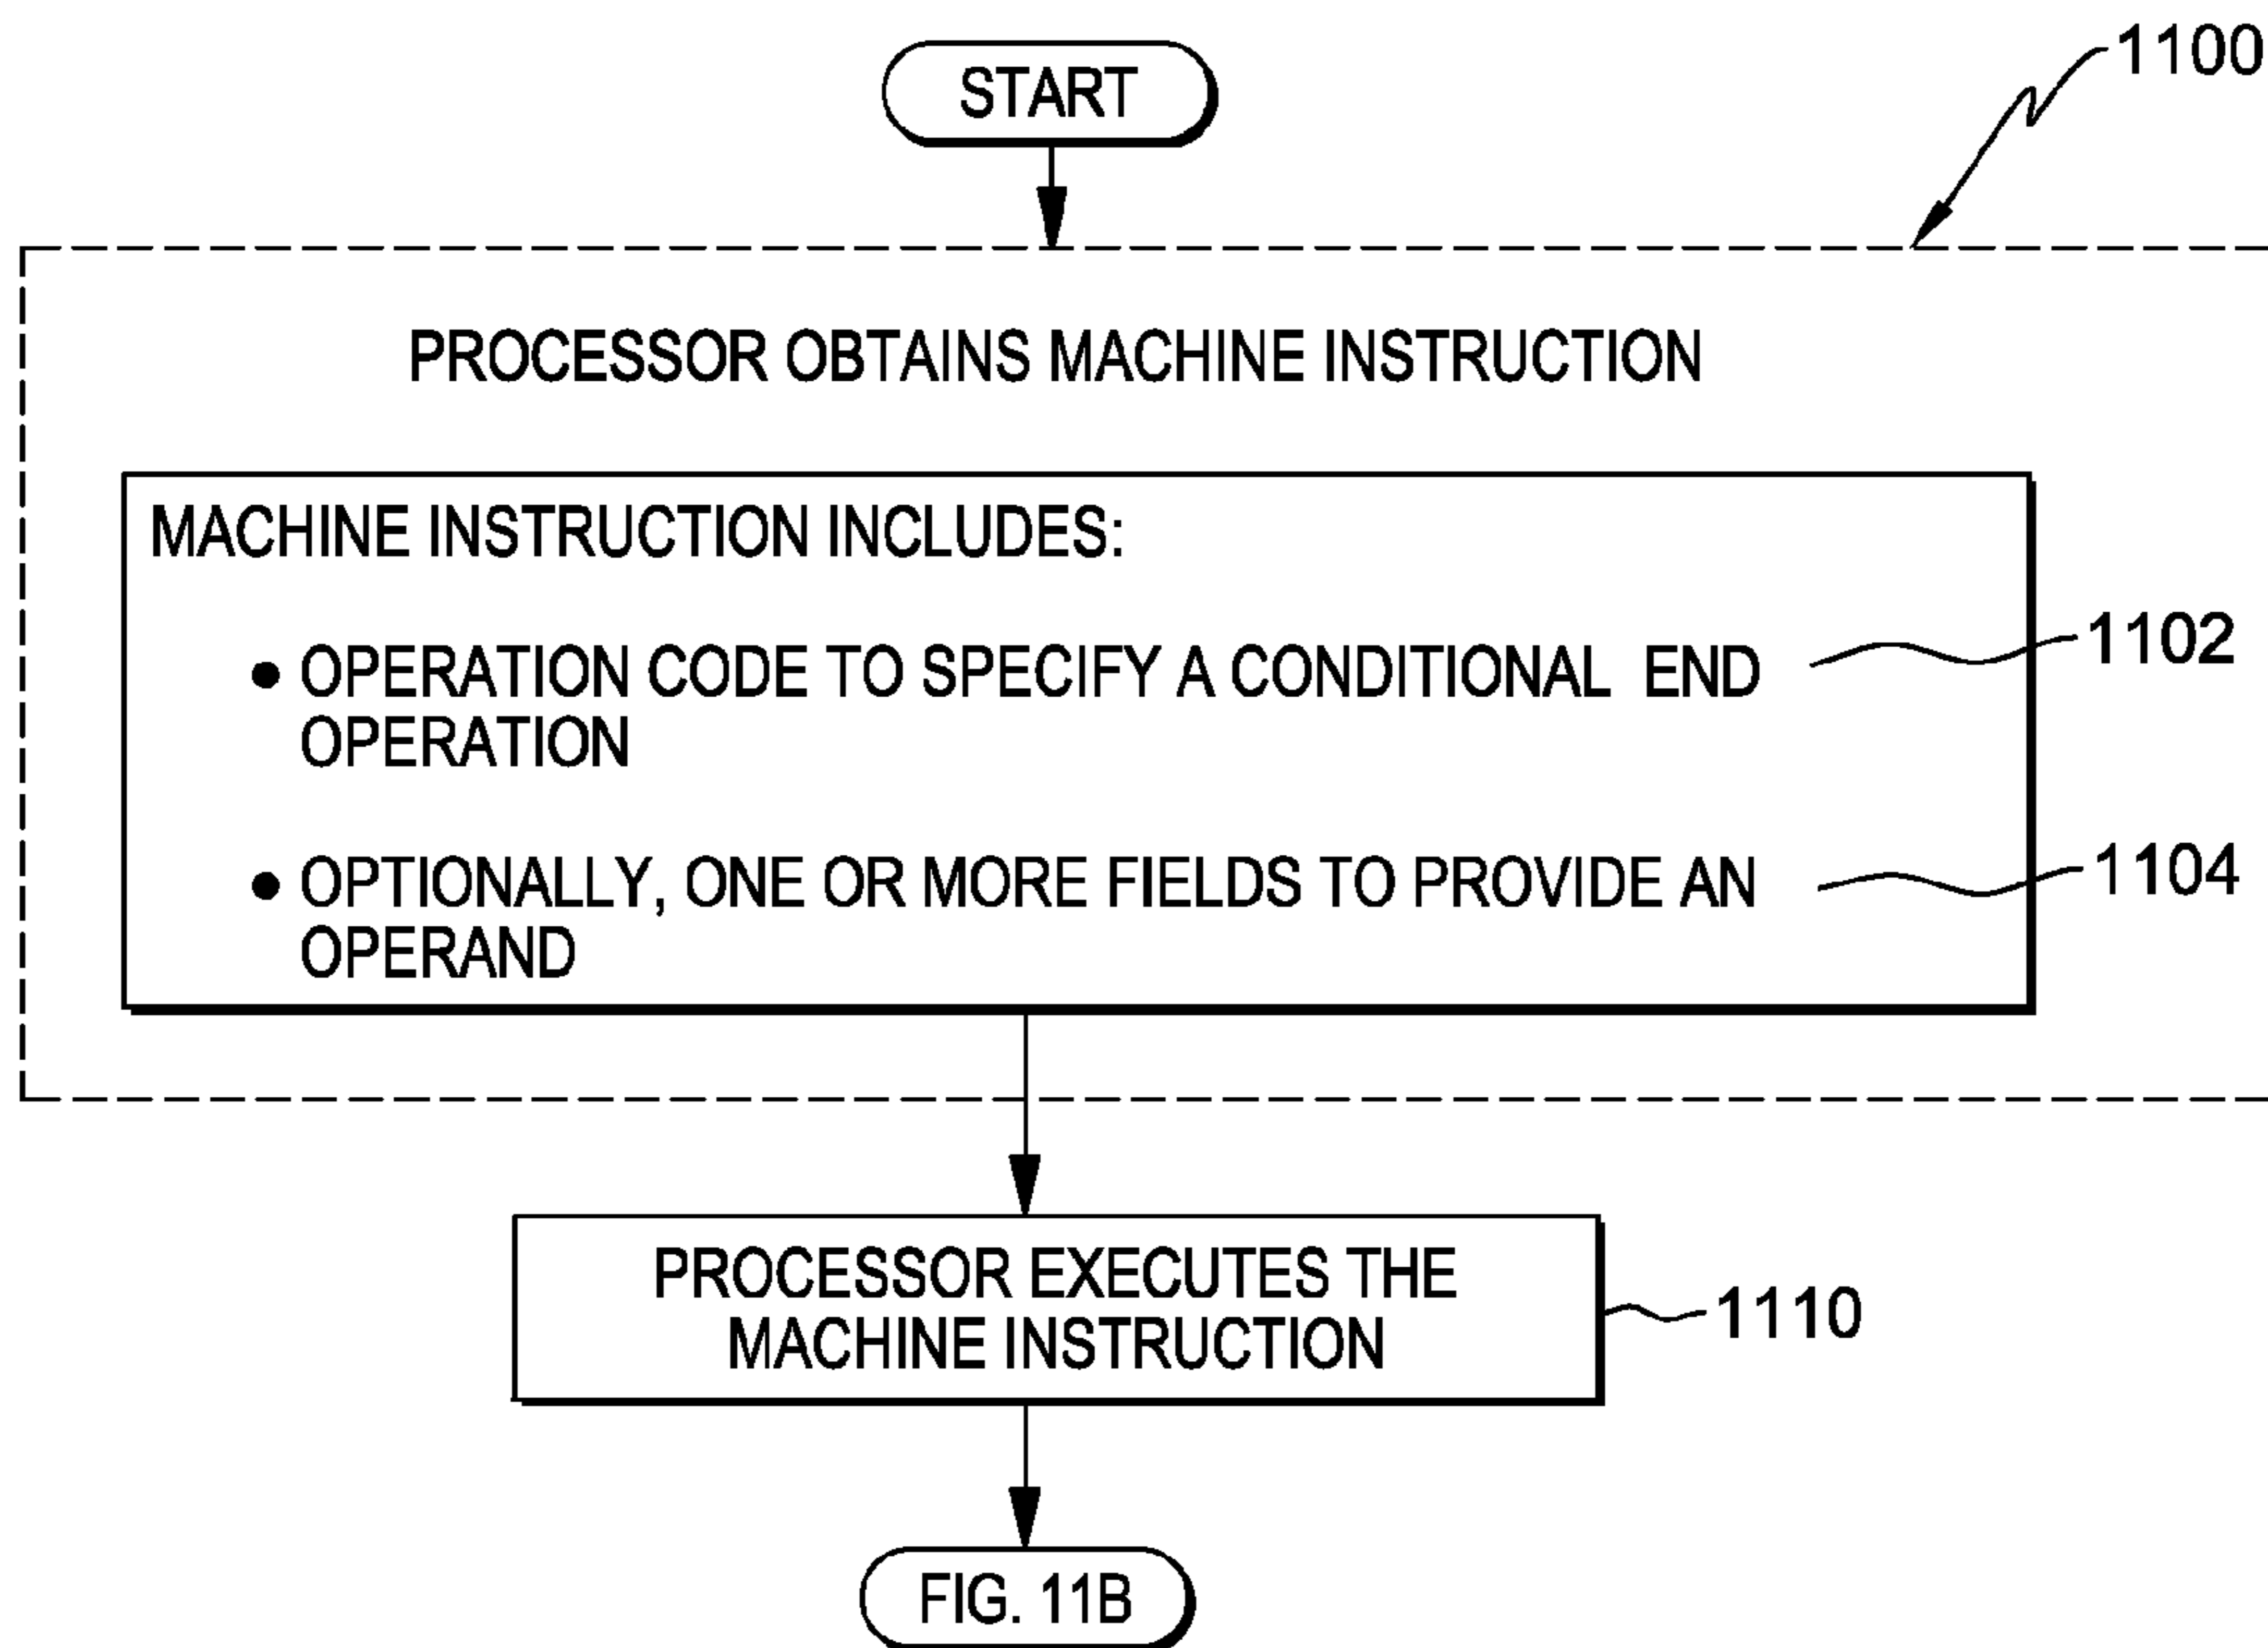 START
1100
PROCESSOR OBTAINS MACHINE INSTRUCTION
MACHINE INSTRUCTION INCLUDES:
● OPERATION CODE TO SPECIFY A CONDITIONAL END
OPERATION
1102
● OPTIONALLY, ONE OR MORE FIELDS TO PROVIDE AN
OPERAND
1104
PROCESSOR EXECUTES THE
MACHINE INSTRUCTION
1110
FIG. 11B